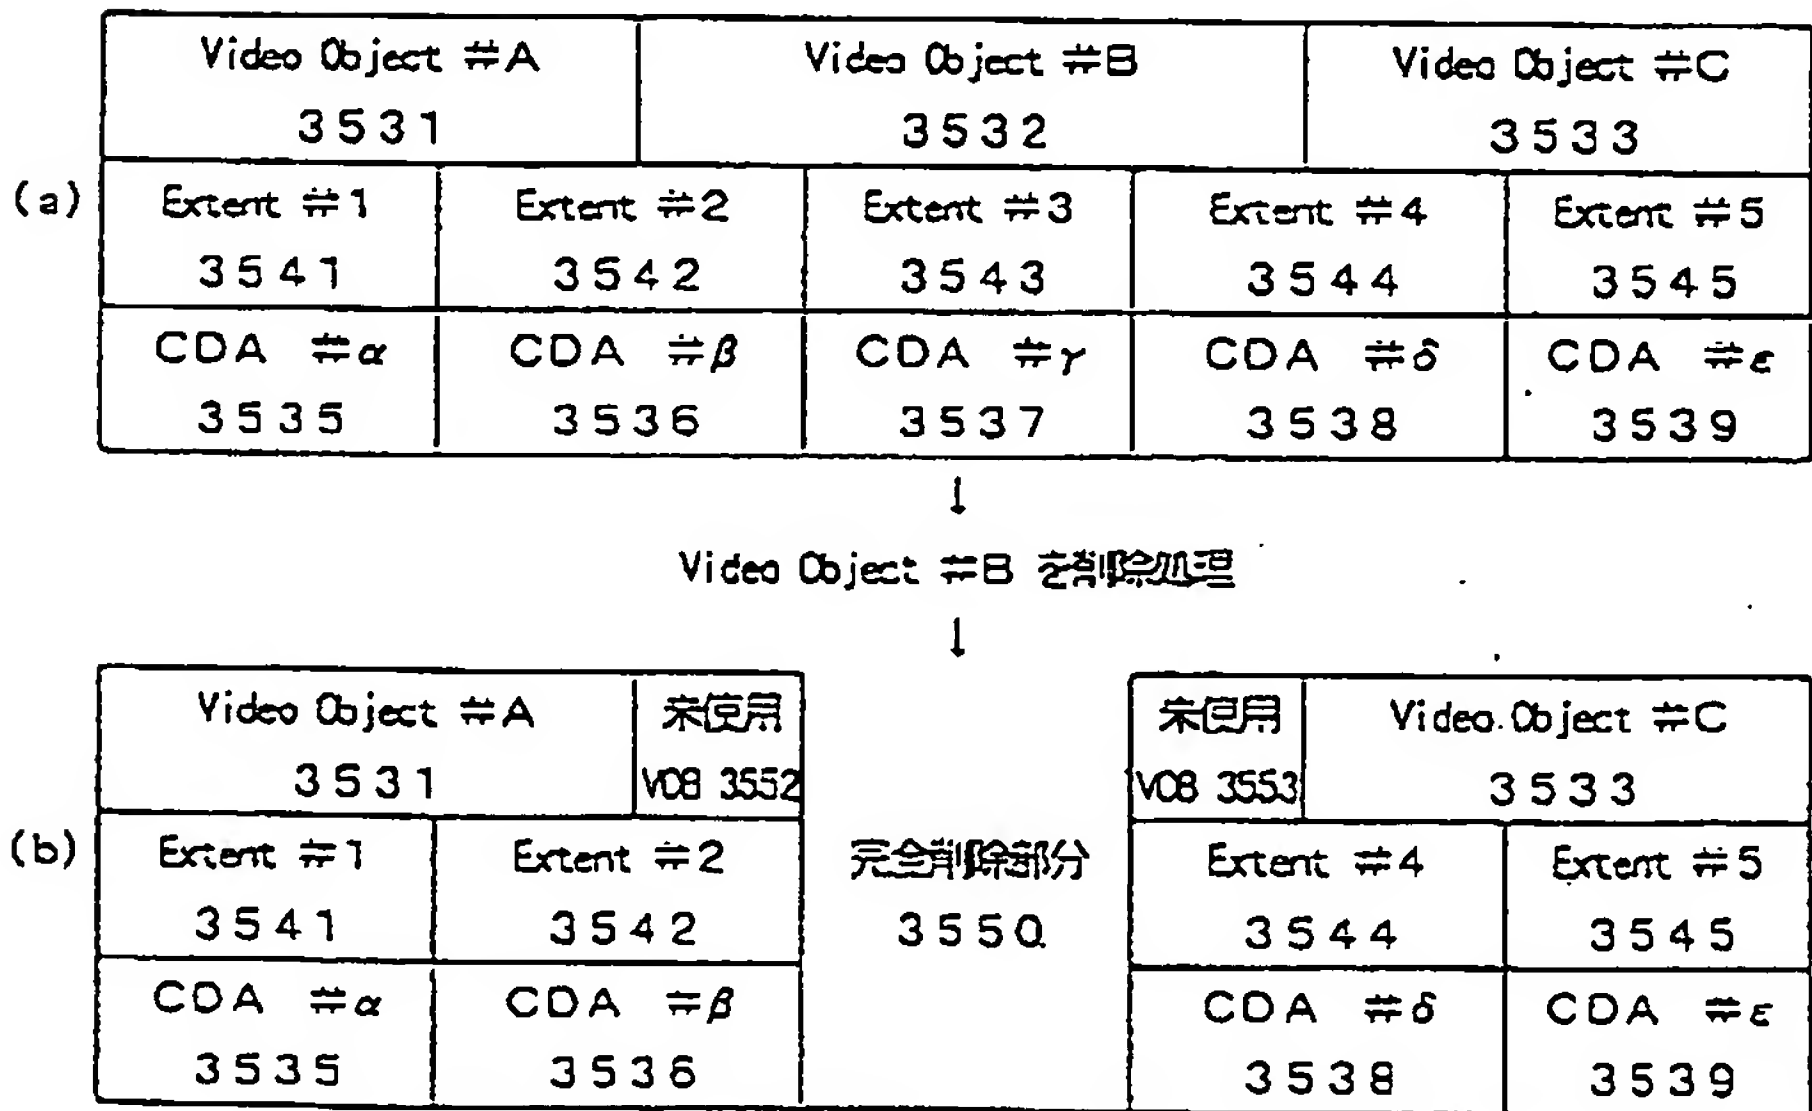 Video Object #A Video Object #B Video Object #C
3531 3532 3533
(a) Extent #1 Extent #2 Extent #3 Extent #4 Extent #5
3541 3542 3543 3544 3545
CDA #α CDA #β CDA #γ CDA #δ CDA #ε
3535 3536 3537 3538 3539
↓
Video Object #B を削除処理
↓
Video Object #A 未使用 未使用 Video Object #C
3531 VOB 3552 VOB 3553 3533
(b) Extent #1 Extent #2 完全削除部分 Extent #4 Extent #5
3541 3542 3550 3544 3545
CDA #α CDA #β CDA #δ CDA #ε
3535 3536 3538 3539